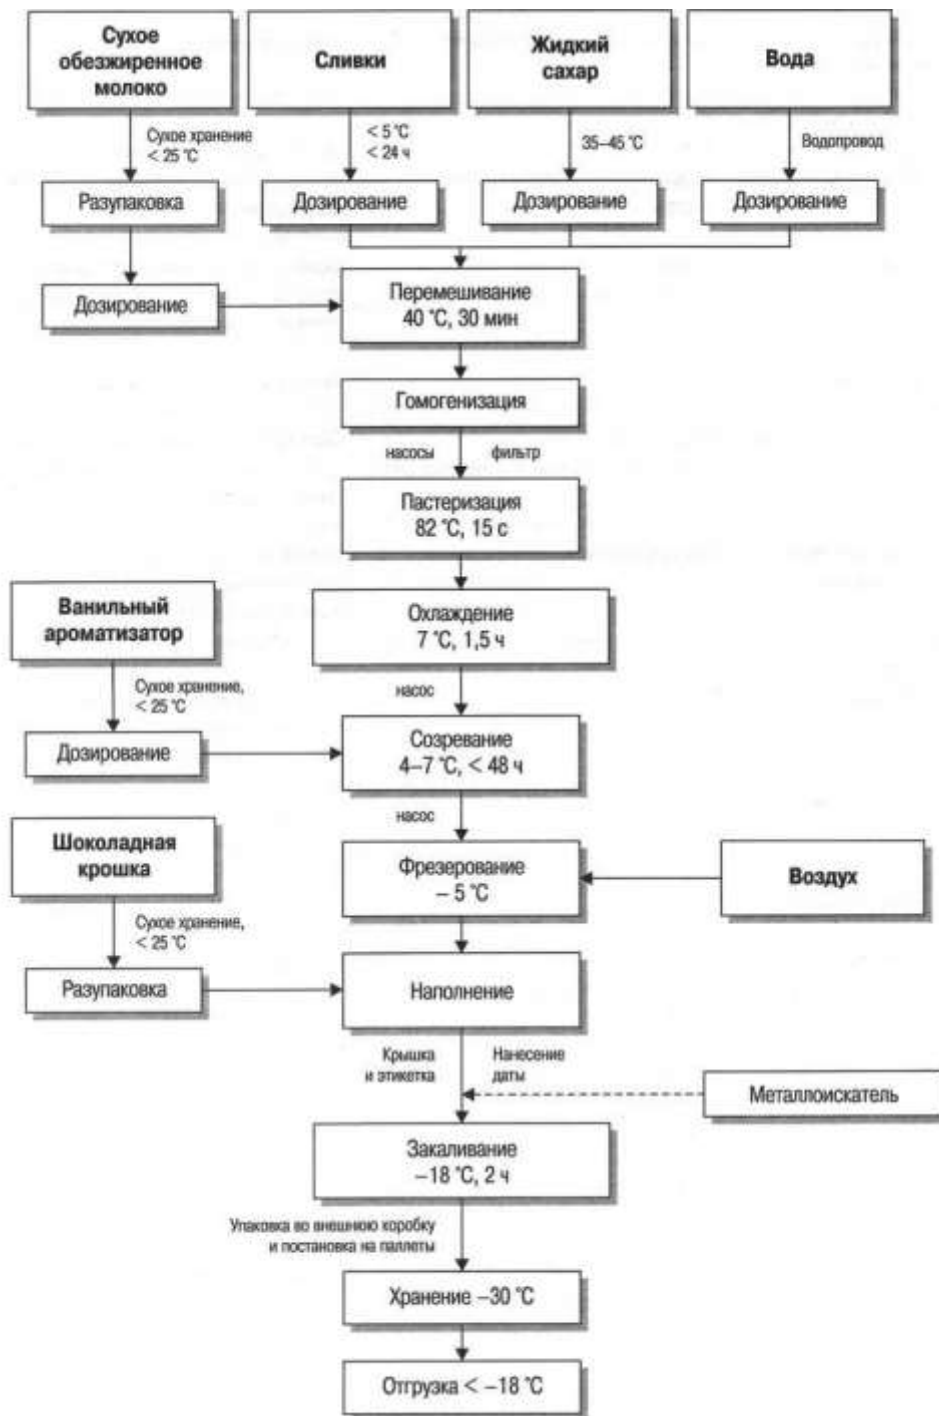 Сухое
обезжиренное
молоко
Сливки
Жидкий
сахар
Вода
Сухое хранение
< 25 °C
< 5 °C
< 24 ч
35–45 °C
Водопровод
Разупаковка
Дозирование
Дозирование
Дозирование
Дозирование
Перемешивание
40 °C, 30 мин
Гомогенизация
насосы
фильтр
Пастеризация
82 °C, 15 с
Ванильный
ароматизатор
Охлаждение
7 °C, 1,5 ч
Сухое хранение,
< 25 °C
насос
Дозирование
Созревание
4–7 °C, < 48 ч
насос
Шоколадная
крошка
Фрезерование
– 5 °C
Воздух
Сухое хранение,
< 25 °C
Разупаковка
Наполнение
Крышка
и этикетка
Нанесение
даты
Металлоискатель
Закаливание
–18 °C, 2 ч
Упаковка во внешнюю коробку
и постановка на паллеты
Хранение –30 °C
Отгрузка < –18 °C